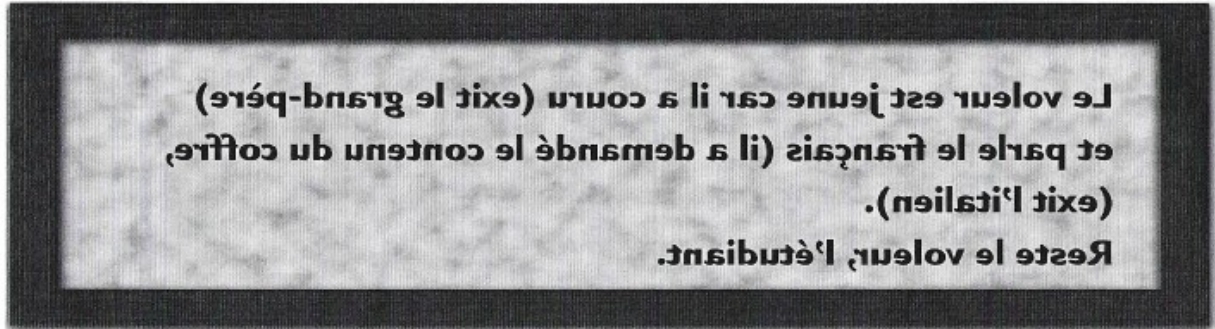 Le voleur est jeune car il a couru (exit le grand-père)
et parle le français (il a demandé le contenu du coffre,
(exit l'italien).
Reste le voleur, l'étudiant.